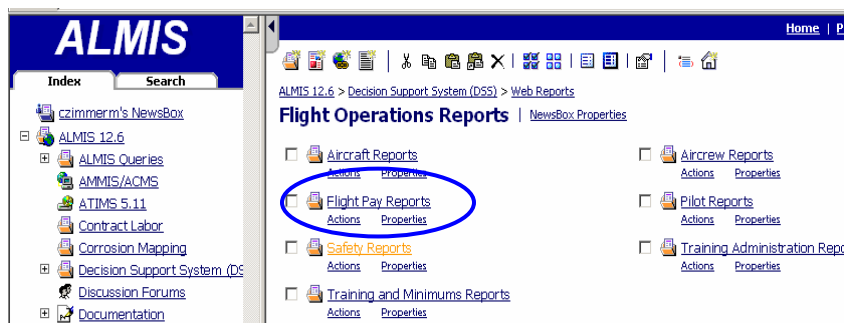 ALMIS
Index Search
czimmerm's NewsBox
ALMIS 12.6
ALMIS Queries
AMMIS/ACMS
ATIMS 5.11
Contract Labor
Corrosion Mapping
Decision Support System (DS
Discussion Forums
Documentation
Home | P
ALMIS 12.6 > Decision Support System (DSS) > Web Reports
Flight Operations Reports | NewsBox Properties
Aircraft Reports
Actions Properties
Flight Pay Reports
Actions Properties
Safety Reports
Actions Properties
Training and Minimums Reports
Actions Properties
Aircrew Reports
Actions Properties
Pilot Reports
Actions Properties
Training Administration Repo
Actions Properties